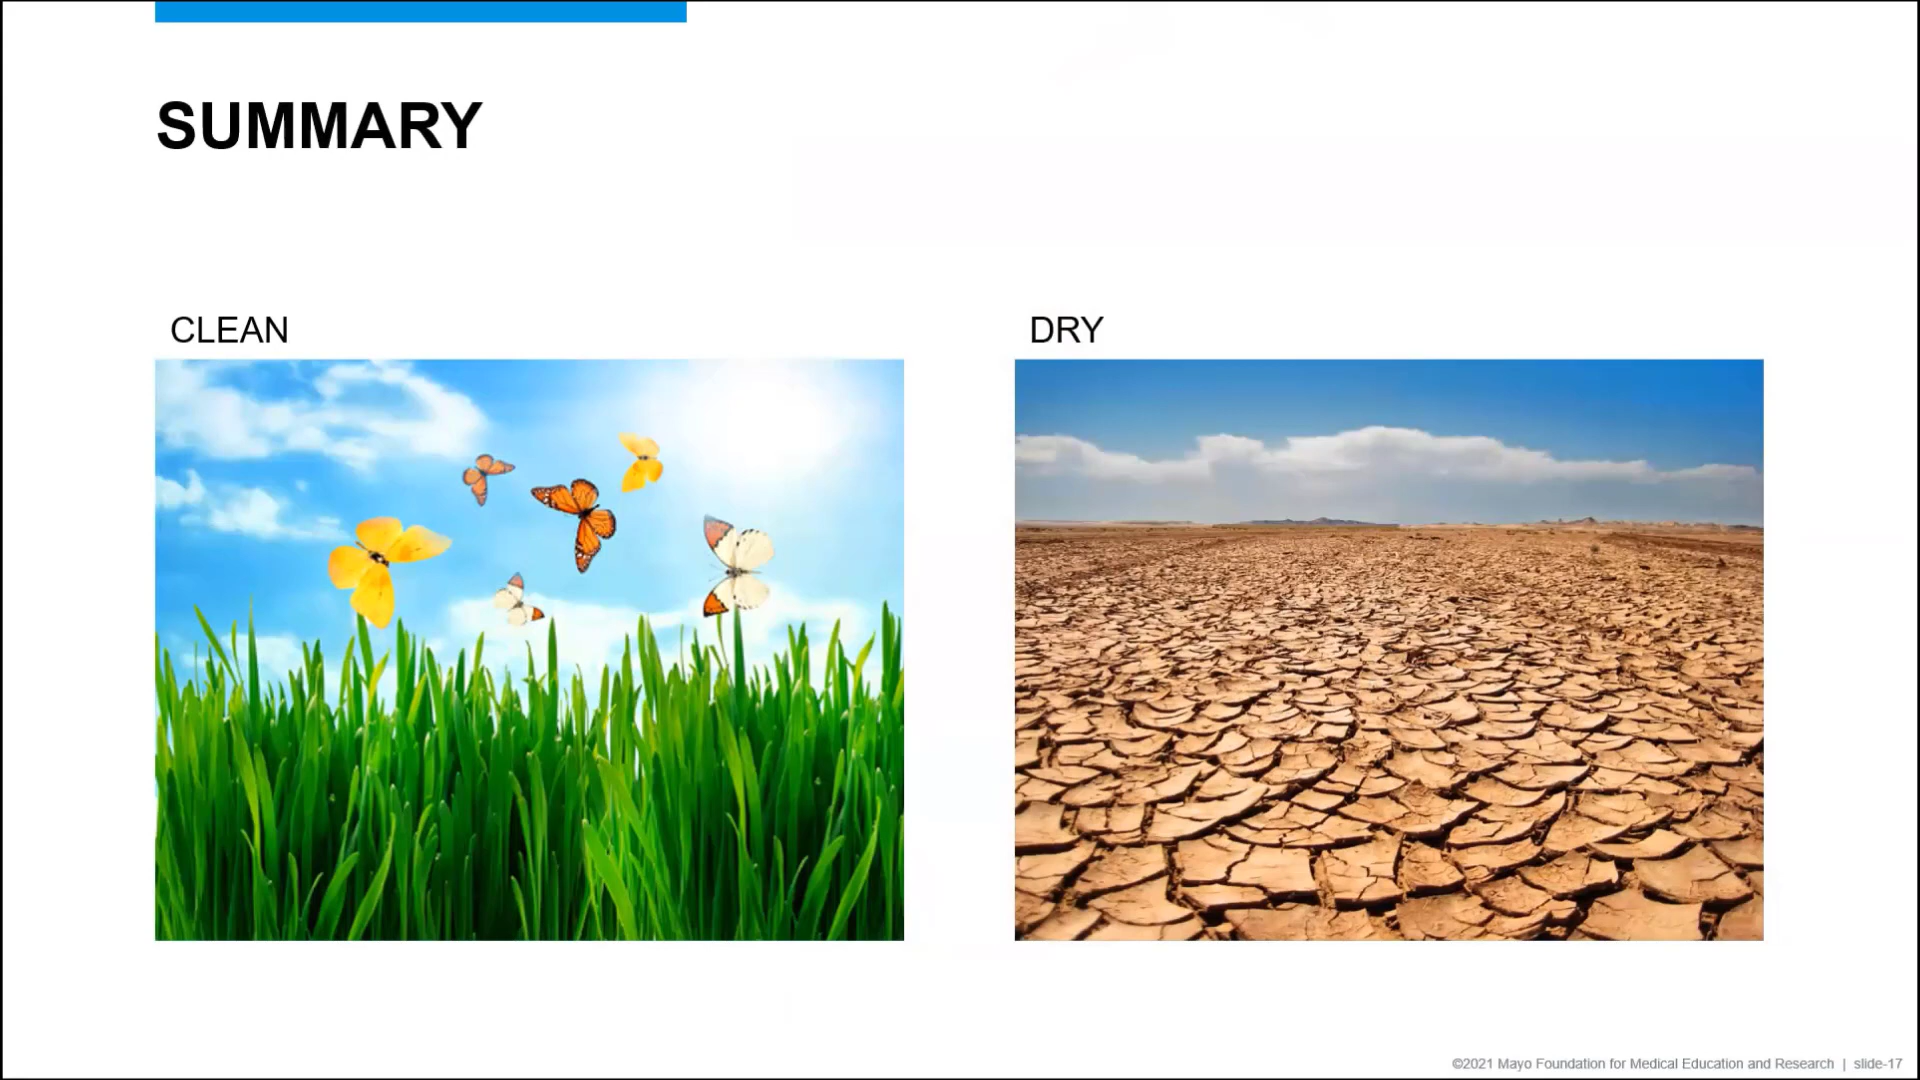 SUMMARY
CLEAN
DRY
©2021 Mayo Foundation for Medical Education and Research | slide-17